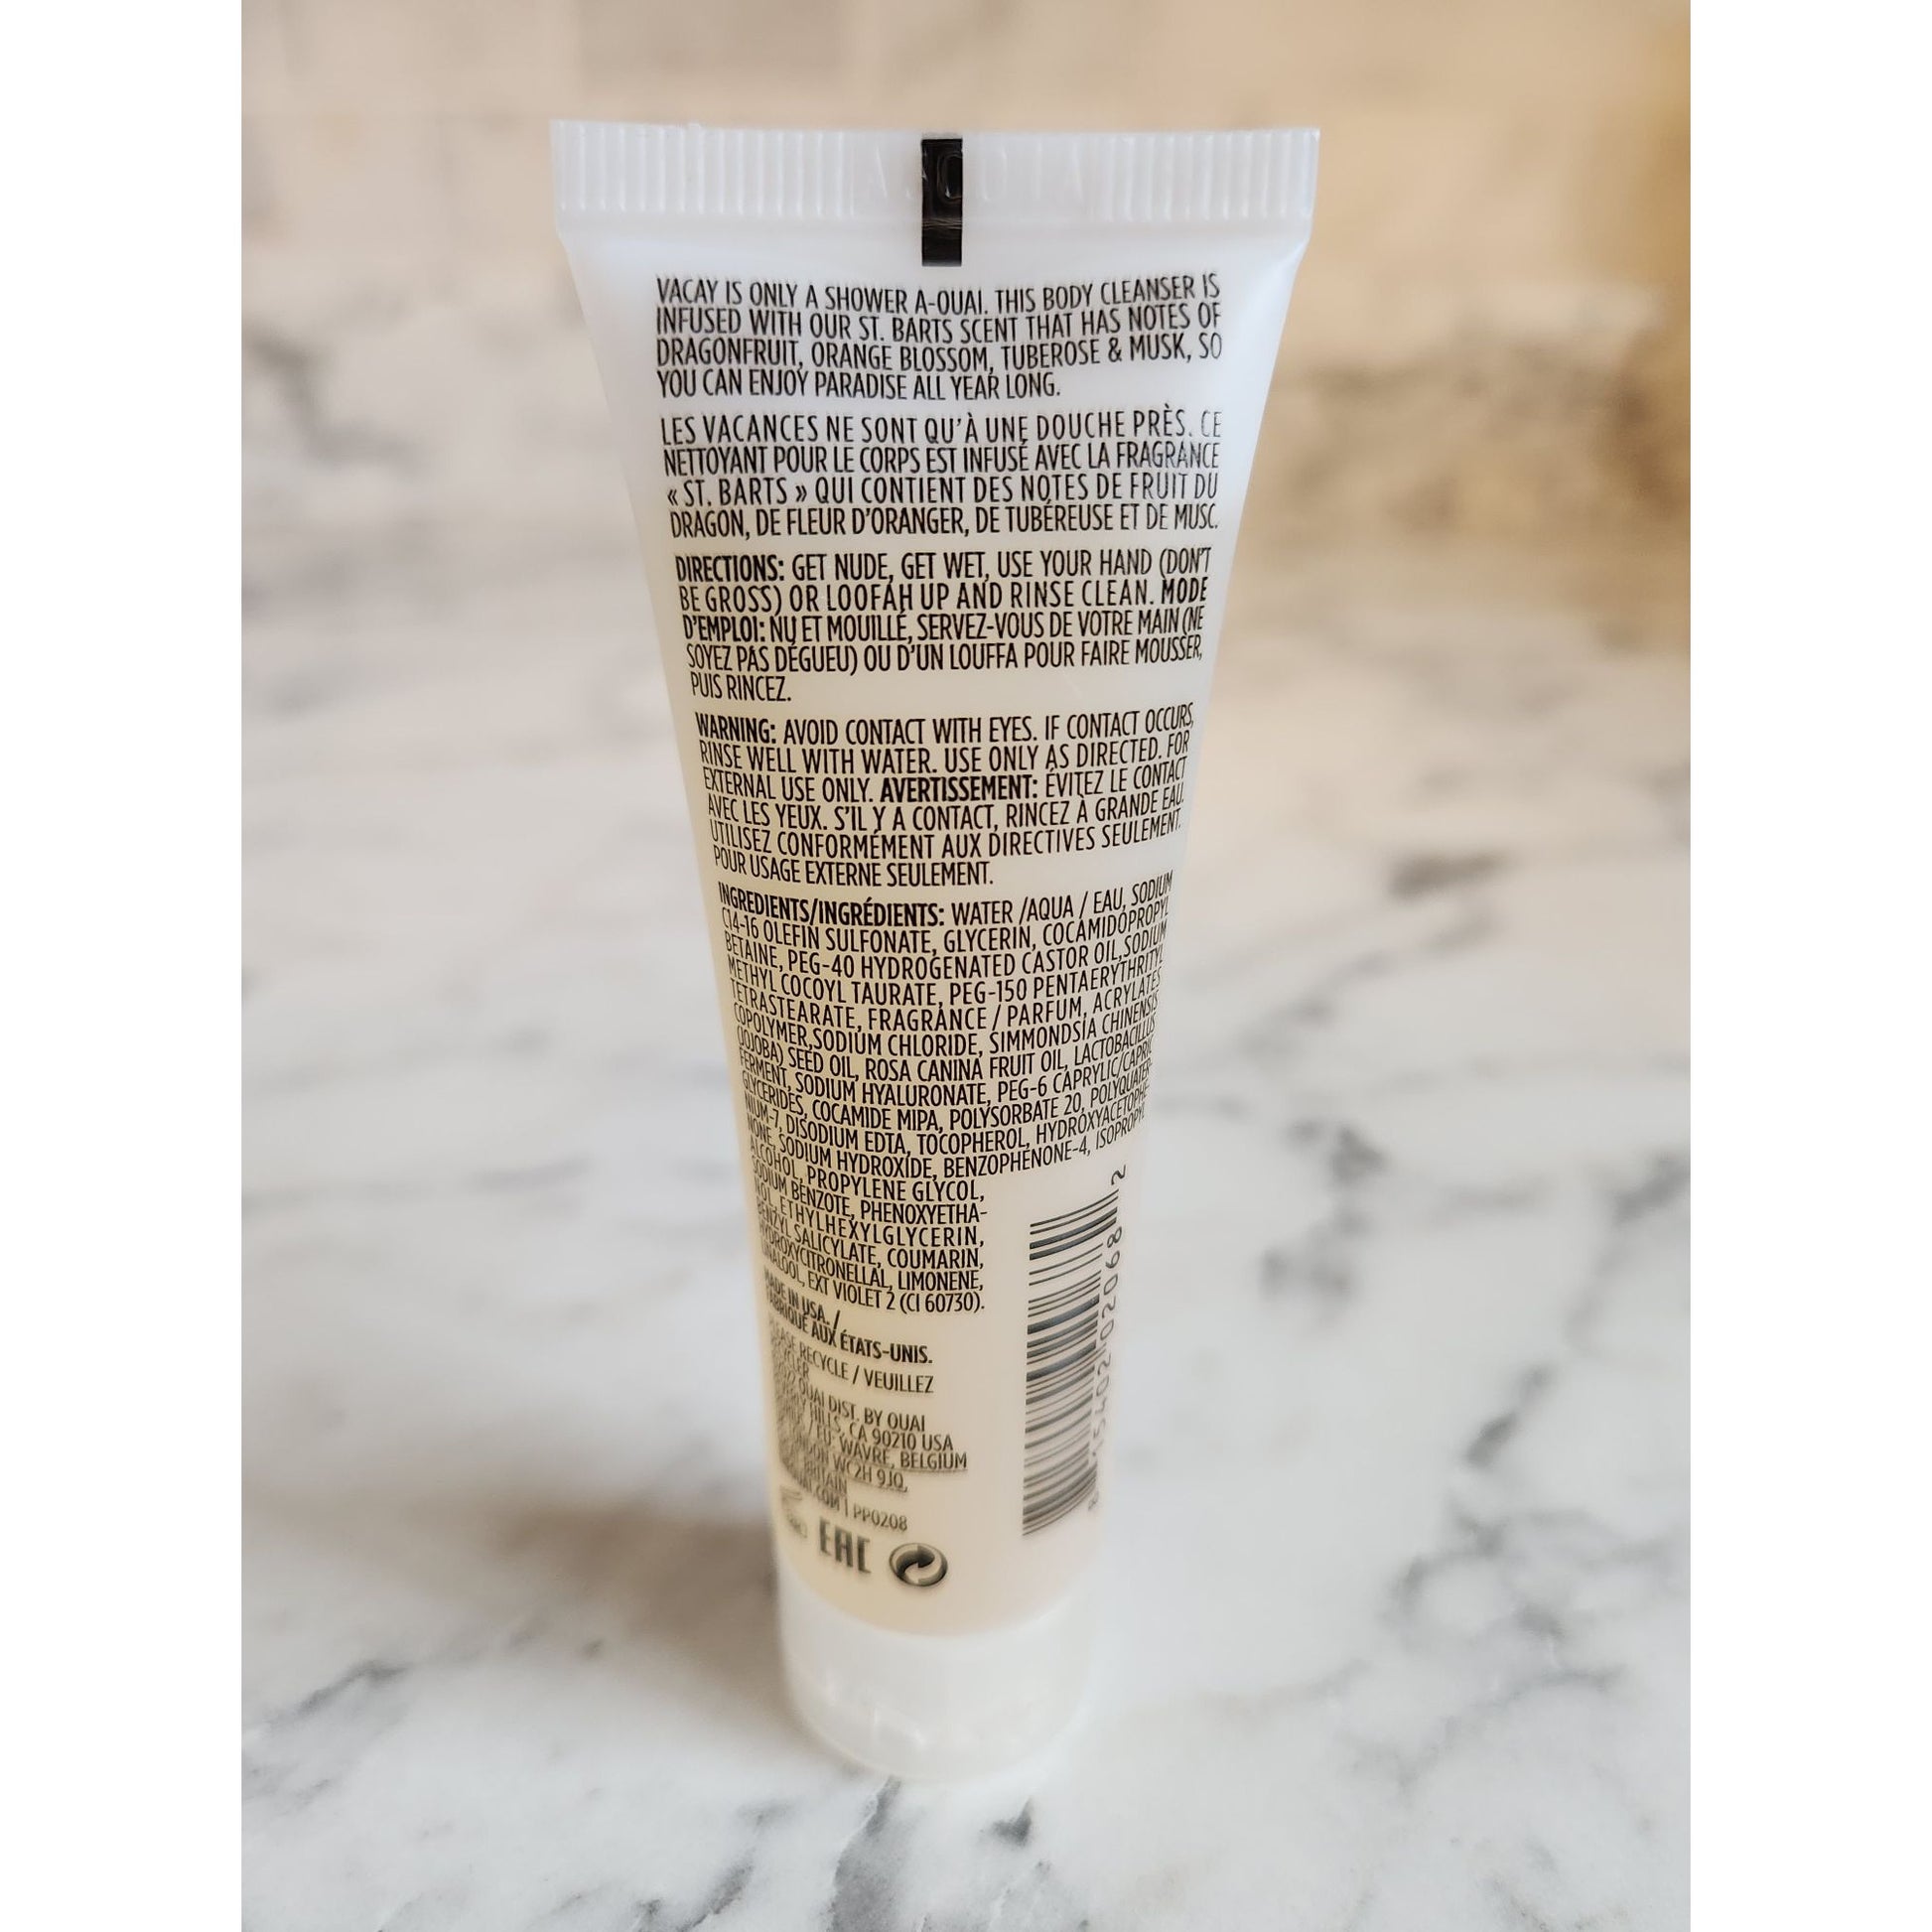 VACAY IS ONLY A SHOWER A-OUAI. THIS BODY CLEANSER IS
INFUSED WITH OUR ST. BARTS SCENT THAT HAS NOTES OF
DRAGONFRUIT, ORANGE BLOSSOM, TUBEROSE & MUSK, SO
YOU CAN ENJOY PARADISE ALL YEAR LONG.
LES VACANCES NE SONT QU'À UNE DOUCHE PRÈS. CE
NETTOYANT POUR LE CORPS EST INFUSÉ AVEC LA FRAGRANCE
« ST. BARTS » QUI CONTIENT DES NOTES DE FRUIT DU
DRAGON, DE FLEUR D'ORANGER, DE TUBÉREUSE ET DE MUSC.
DIRECTIONS: GET NUDE, GET WET, USE YOUR HAND (DON'T
BE GROSS) OR LOOFAH UP AND RINSE CLEAN. MODE
D'EMPLOI: NU ET MOUILLÉ, SERVEZ-VOUS DE VOTRE MAIN (NE
SOYEZ PAS DÉGUEU) OU D'UN LOUFFA POUR FAIRE MOUSSER,
PUIS RINCEZ.
WARNING: AVOID CONTACT WITH EYES. IF CONTACT OCCURS,
RINSE WELL WITH WATER. USE ONLY AS DIRECTED. FOR
EXTERNAL USE ONLY. AVERTISSEMENT: ÉVITEZ LE CONTACT
AVEC LES YEUX. S'IL Y A CONTACT, RINCEZ À GRANDE EAU.
UTILISEZ CONFORMÉMENT AUX DIRECTIVES SEULEMENT.
POUR USAGE EXTERNE SEULEMENT.
INGREDIENTS/INGRÉDIENTS: WATER /AQUA / EAU, SODIUM
C14-16 OLEFIN SULFONATE, GLYCERIN, COCAMIDOPROPYL
BETAINE, PEG-40 HYDROGENATED CASTOR OIL,SODIUM
METHYL COCOYL TAURATE, PEG-150 PENTAERYTHRITYL
TETRASTEARATE, FRAGRANCE / PARFUM, ACRYLATES
COPOLYMER,SODIUM CHLORIDE, SIMMONDSIA CHINENSIS
(JOJOBA) SEED OIL, ROSA CANINA FRUIT OIL, LACTOBACILLUS
FERMENT, SODIUM HYALURONATE, PEG-6 CAPRYLIC/CAPRIC
GLYCERIDES, COCAMIDE MIPA, POLYSORBATE 20, POLYQUATER-
NIUM-7, DISODIUM EDTA, TOCOPHEROL, HYDROXYACETOPHE-
NONE, SODIUM HYDROXIDE, BENZOPHENONE-4, ISOPROPYL
ALCOHOL, PROPYLENE GLYCOL,
SODIUM BENZOTE, PHENOXYETHA-
NOL, ETHYLHEXYLGLYCERIN,
BENZYL SALICYLATE, COUMARIN,
HYDROXYCITRONELLAL, LIMONENE,
LINALOOL, EXT VIOLET 2 (CI 60730).
MADE IN USA. /
FABRIQUÉ AUX ÉTATS-UNIS.
PLEASE RECYCLE / VEUILLEZ
OUAI DIST. BY OUAI
HILLS, CA 90210 USA
EU: WAVRE, BELGIUM
LONDON WC2H 9JQ,
BRITAIN
PP0208
EAC
02068 2